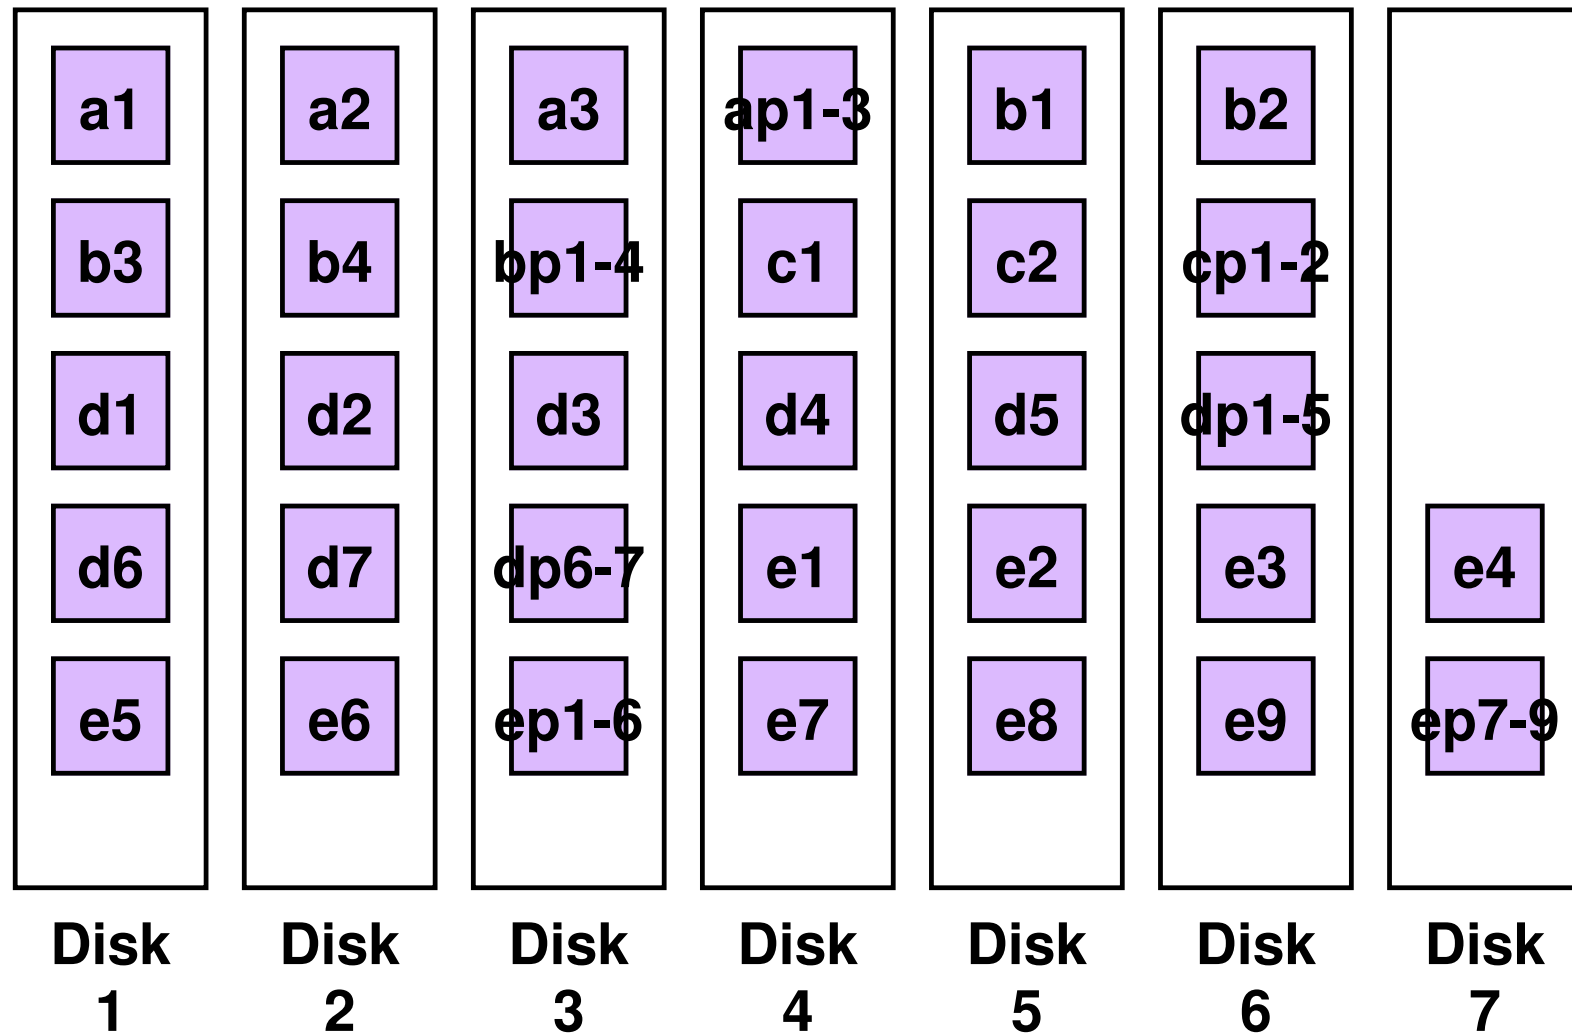 a1 a2 a3 ap1-3 b1 b2
b3 b4 bp1-4 c1 c2 cp1-2
d1 d2 d3 d4 d5 dp1-5
d6 d7 dp6-7 e1 e2 e3 e4
e5 e6 ep1-6 e7 e8 e9 ep7-9
Disk Disk Disk Disk Disk Disk Disk
1 2 3 4 5 6 7